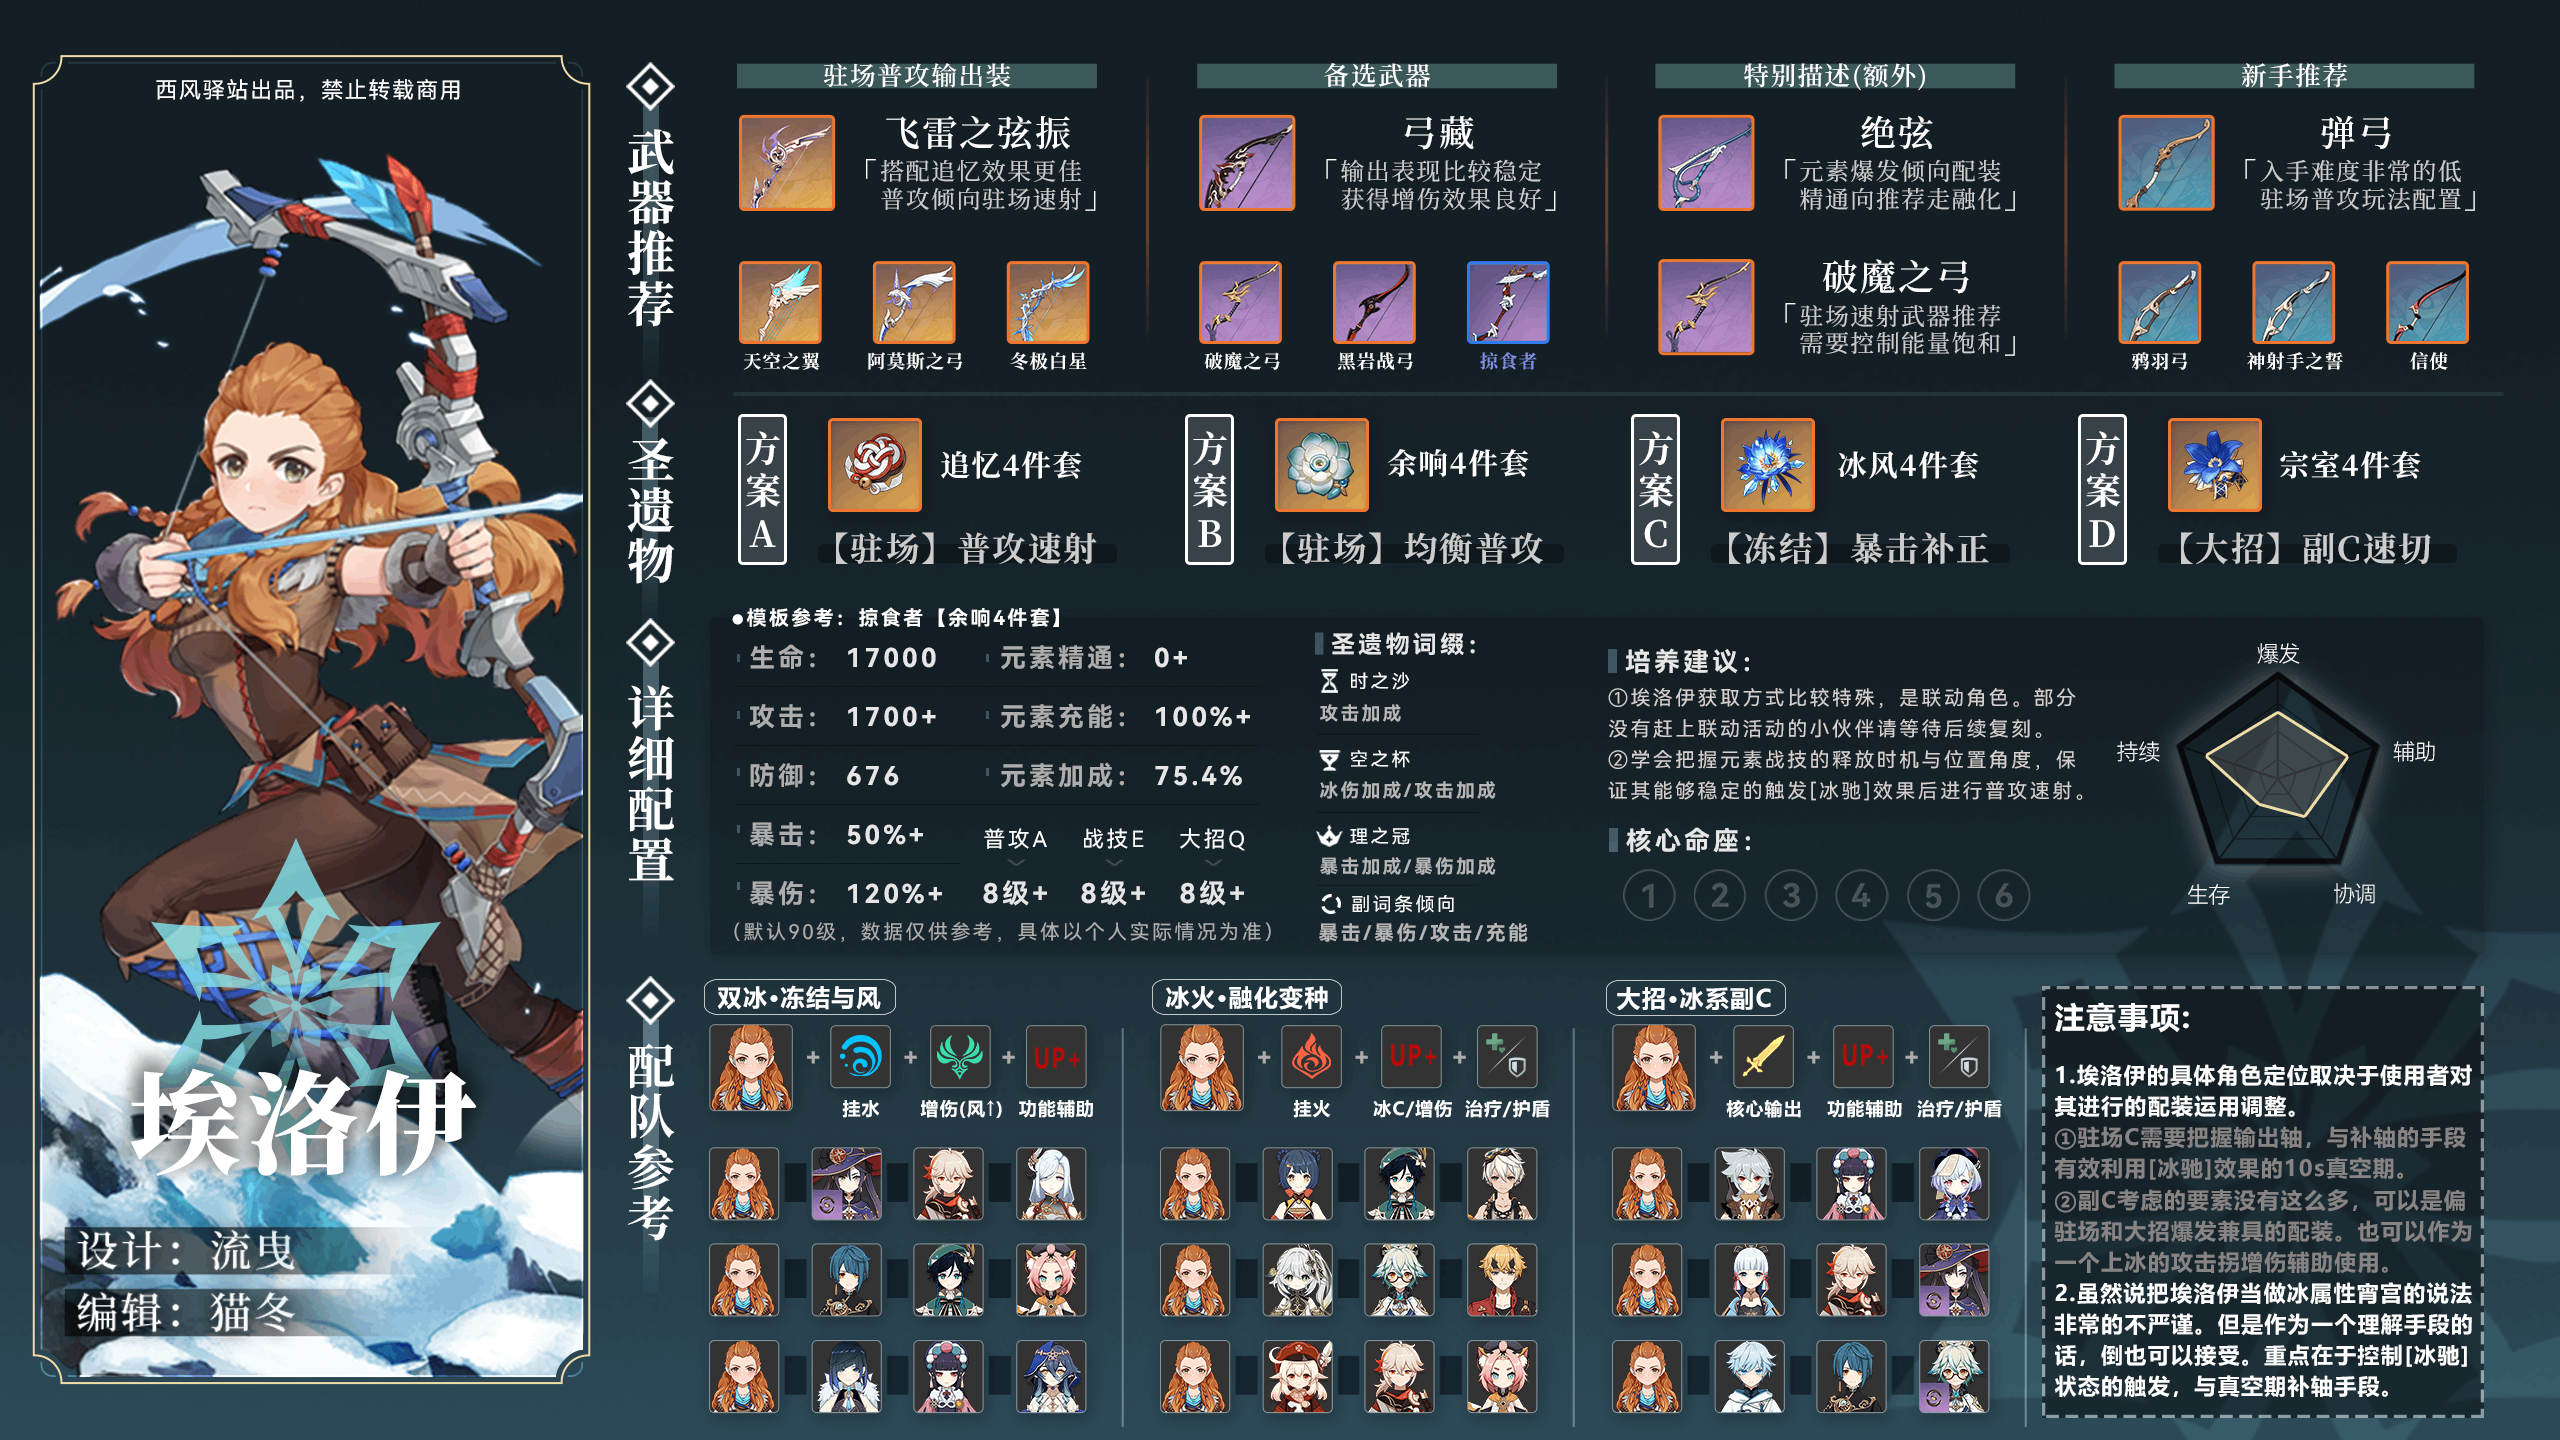 西风驿站出品，禁止转载商用
埃洛伊
设计：流曳
编辑：猫冬
武器推荐
驻场普攻输出装
飞雷之弦振
「搭配追忆效果更佳
普攻倾向驻场速射」
天空之翼
阿莫斯之弓
冬极白星
备选武器
弓藏
「输出表现比较稳定
获得增伤效果良好」
破魔之弓
黑岩战弓
掠食者
特别描述(额外)
绝弦
「元素爆发倾向配装
精通向推荐走融化」
破魔之弓
「驻场速射武器推荐
需要控制能量饱和」
新手推荐
弹弓
「入手难度非常的低
驻场普攻玩法配置」
鸦羽弓
神射手之誓
信使
圣遗物
方案A
追忆4件套
【驻场】普攻速射
方案B
余响4件套
【驻场】均衡普攻
方案C
冰风4件套
【冻结】暴击补正
方案D
宗室4件套
【大招】副C速切
详细配置
●模板参考：掠食者【余响4件套】
生命：17000
元素精通：0+
攻击：1700+
元素充能：100%+
防御：676
元素加成：75.4%
暴击：50%+
普攻A 战技E 大招Q
暴伤：120%+
8级+ 8级+ 8级+
(默认90级，数据仅供参考，具体以个人实际情况为准)
圣遗物词缀：
时之沙
攻击加成
空之杯
冰伤加成/攻击加成
理之冠
暴击加成/暴伤加成
副词条倾向
暴击/暴伤/攻击/充能
培养建议：
①埃洛伊获取方式比较特殊，是联动角色。部分
没有赶上联动活动的小伙伴请等待后续复刻。
②学会把握元素战技的释放时机与位置角度，保
证其能够稳定的触发[冰驰]效果后进行普攻速射。
核心命座：
1 2 3 4 5 6
爆发
辅助
协调
生存
持续
配队参考
双冰•冻结与风
+ + + UP+
挂水 增伤(风↑) 功能辅助
冰火•融化变种
+ + UP+ +
挂火 冰C/增伤 治疗/护盾
大招•冰系副C
+ + UP+ +
核心输出 功能辅助 治疗/护盾
注意事项:
1.埃洛伊的具体角色定位取决于使用者对
其进行的配装运用调整。
①驻场C需要把握输出轴，与补轴的手段
有效利用[冰驰]效果的10s真空期。
②副C考虑的要素没有这么多，可以是偏
驻场和大招爆发兼具的配装。也可以作为
一个上冰的攻击拐增伤辅助使用。
2.虽然说把埃洛伊当做冰属性宵宫的说法
非常的不严谨。但是作为一个理解手段的
话，倒也可以接受。重点在于控制[冰驰]
状态的触发，与真空期补轴手段。